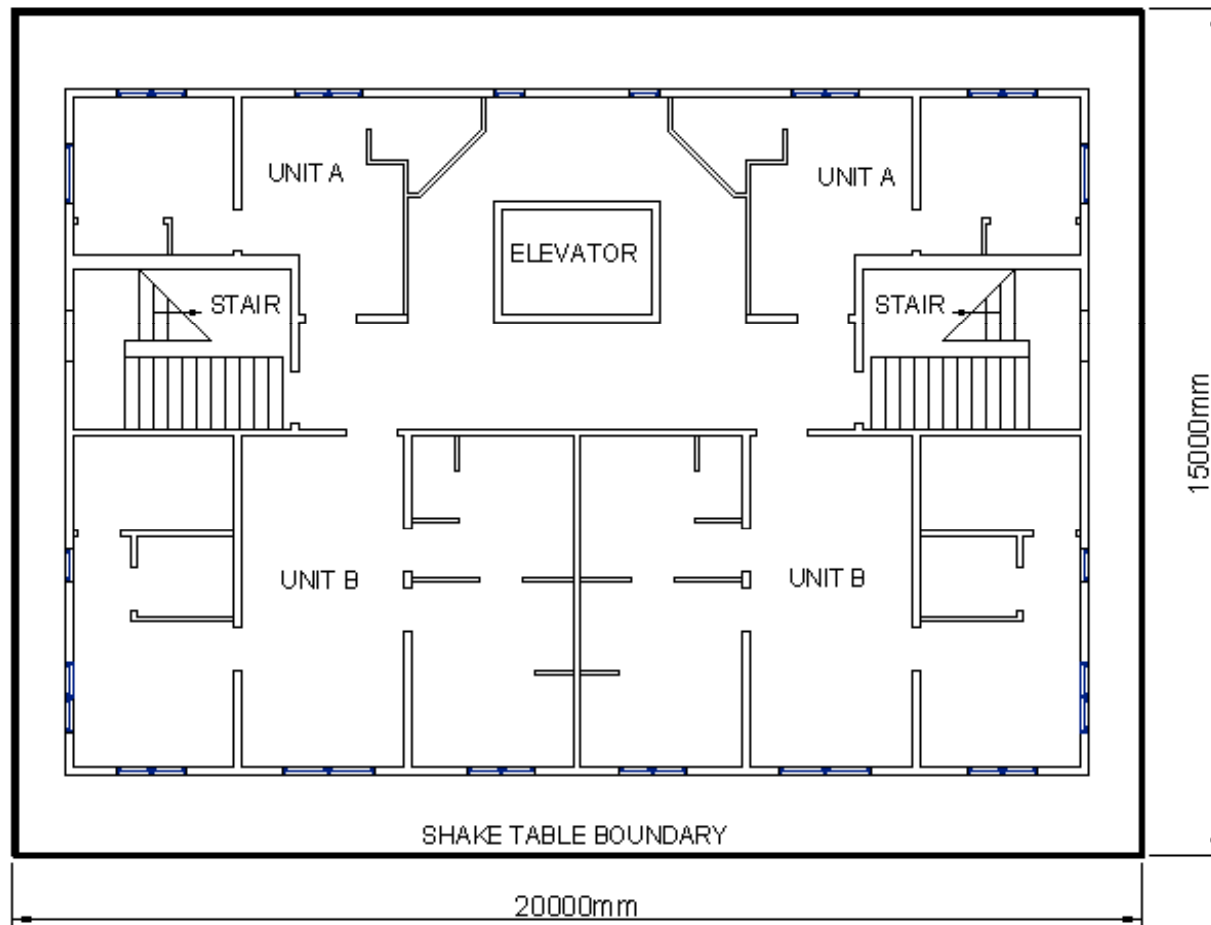 UNIT A
UNIT A
ELEVATOR
STAIR
STAIR
15000mm
UNIT B
UNIT B
SHAKE TABLE BOUNDARY
20000mm